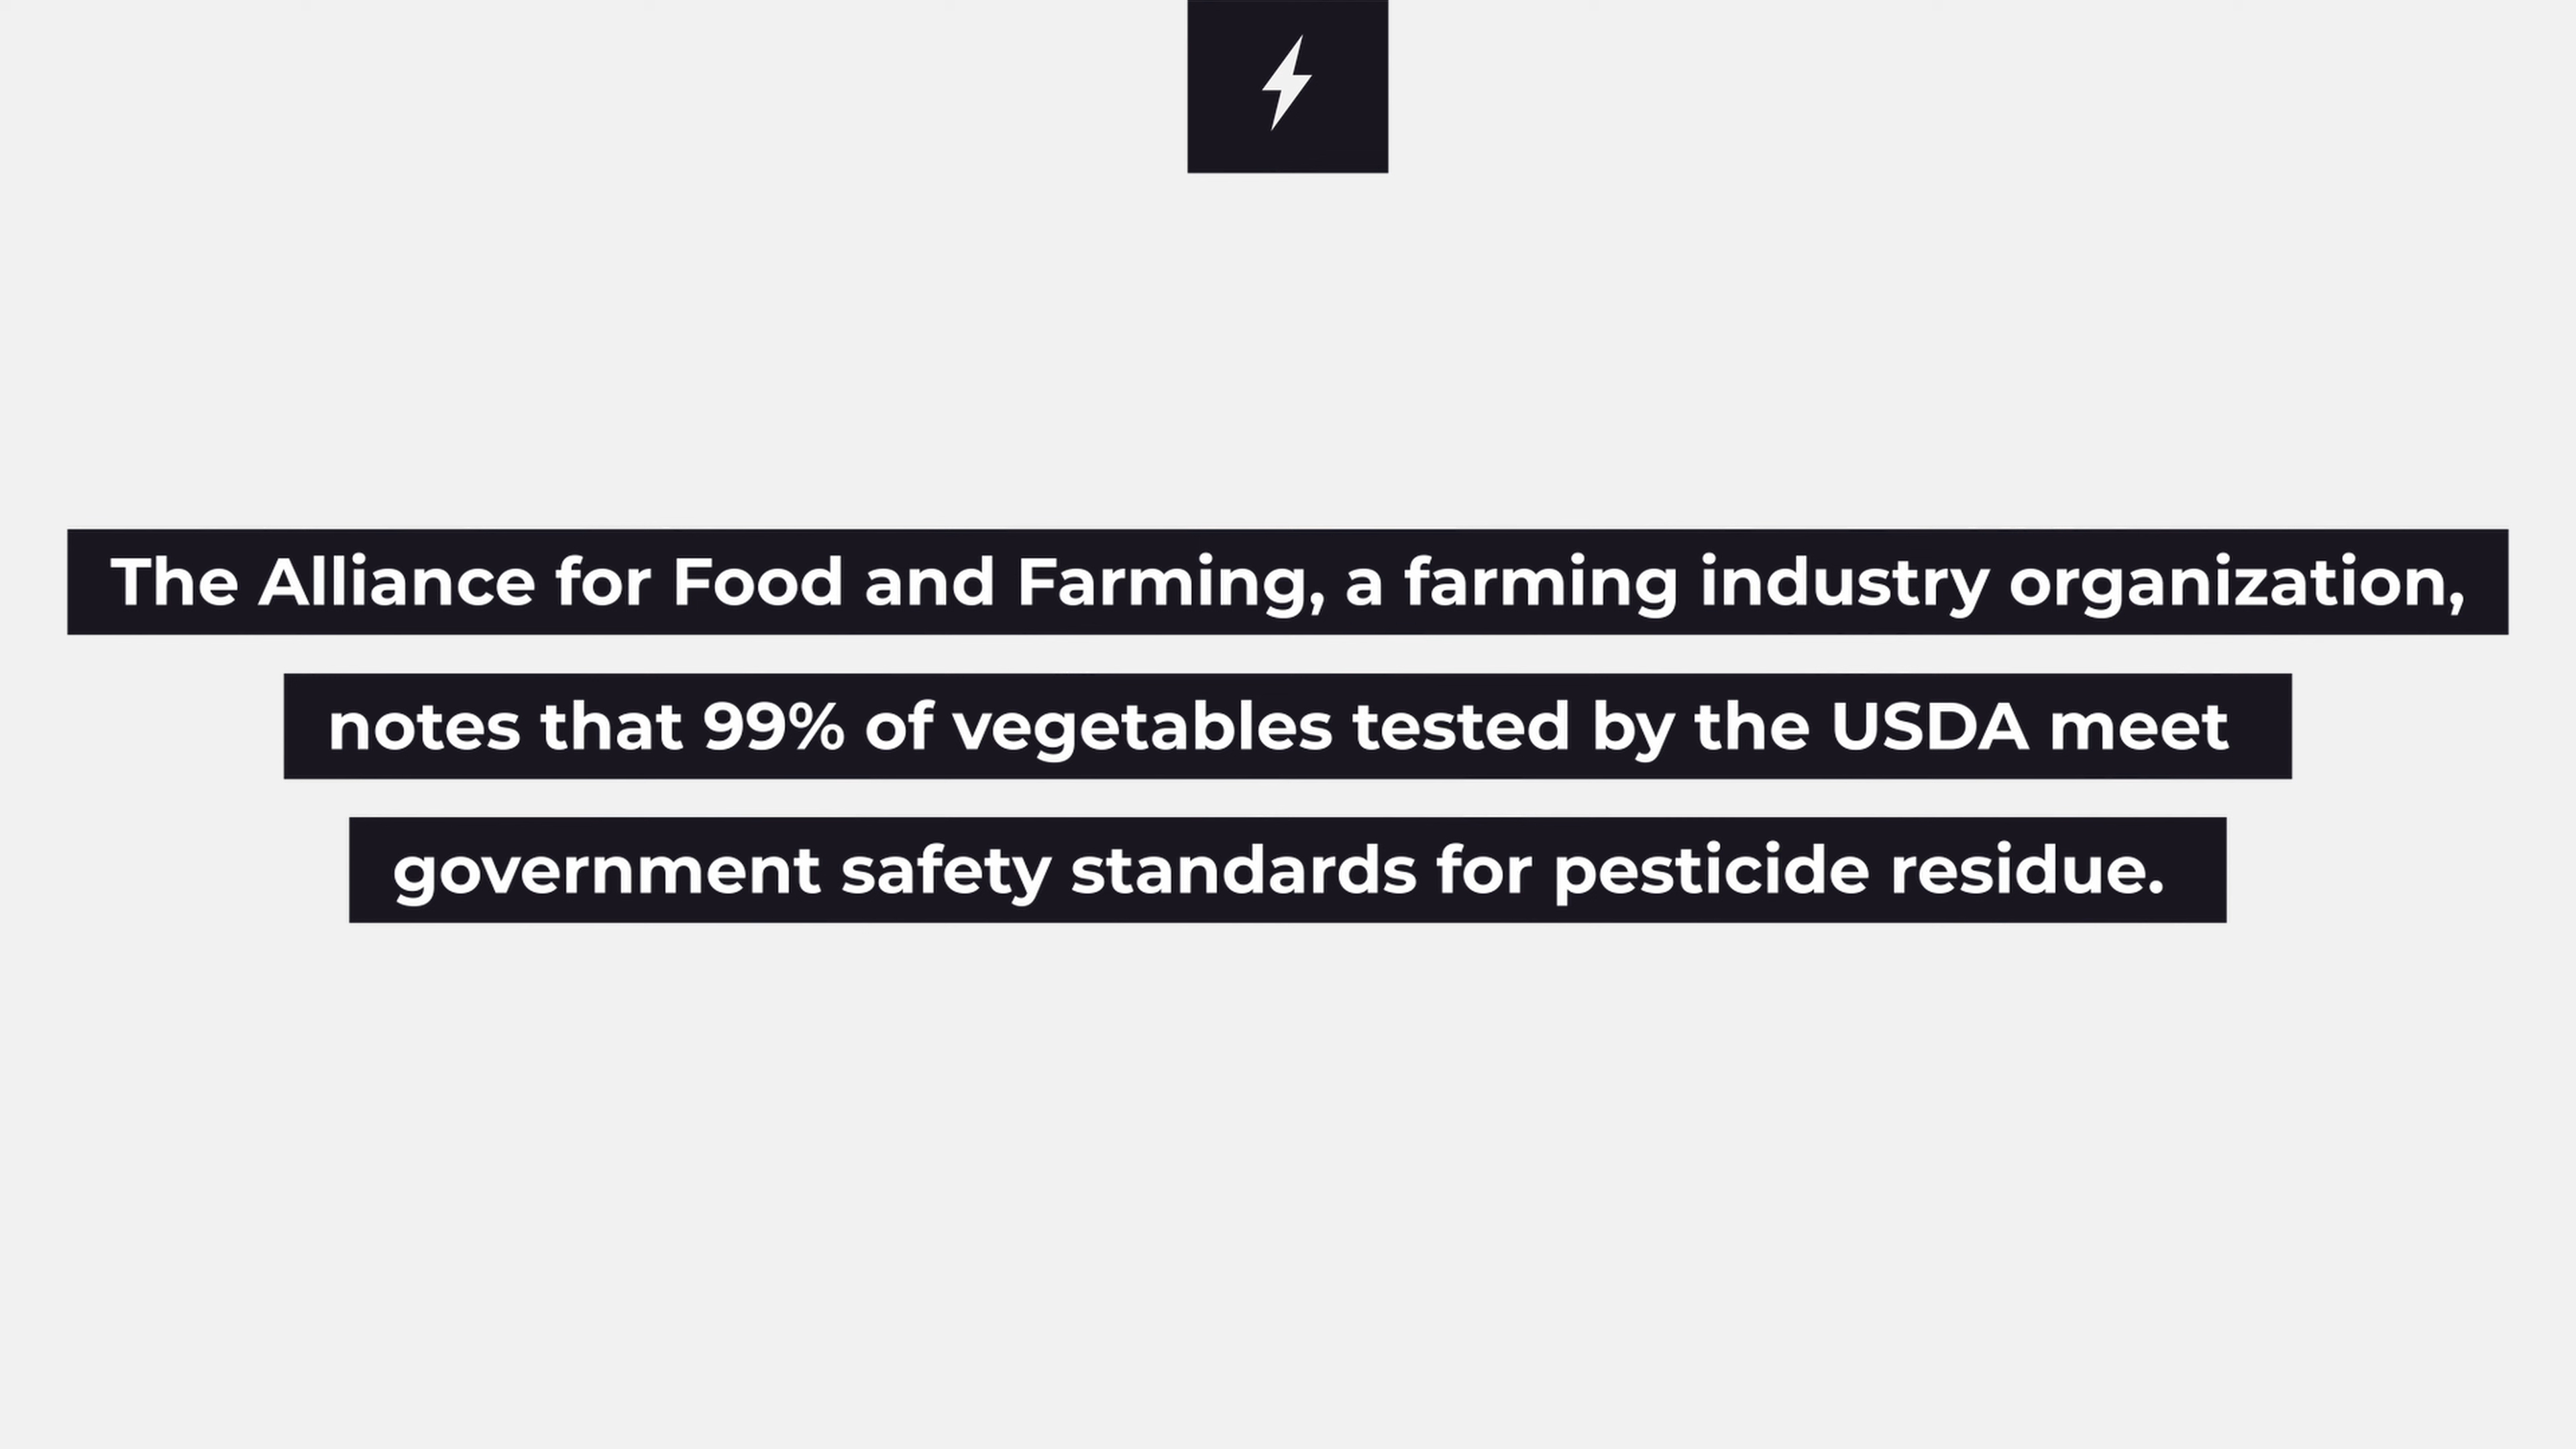 The Alliance for Food and Farming, a farming industry organization,
notes that 99% of vegetables tested by the USDA meet
government safety standards for pesticide residue.